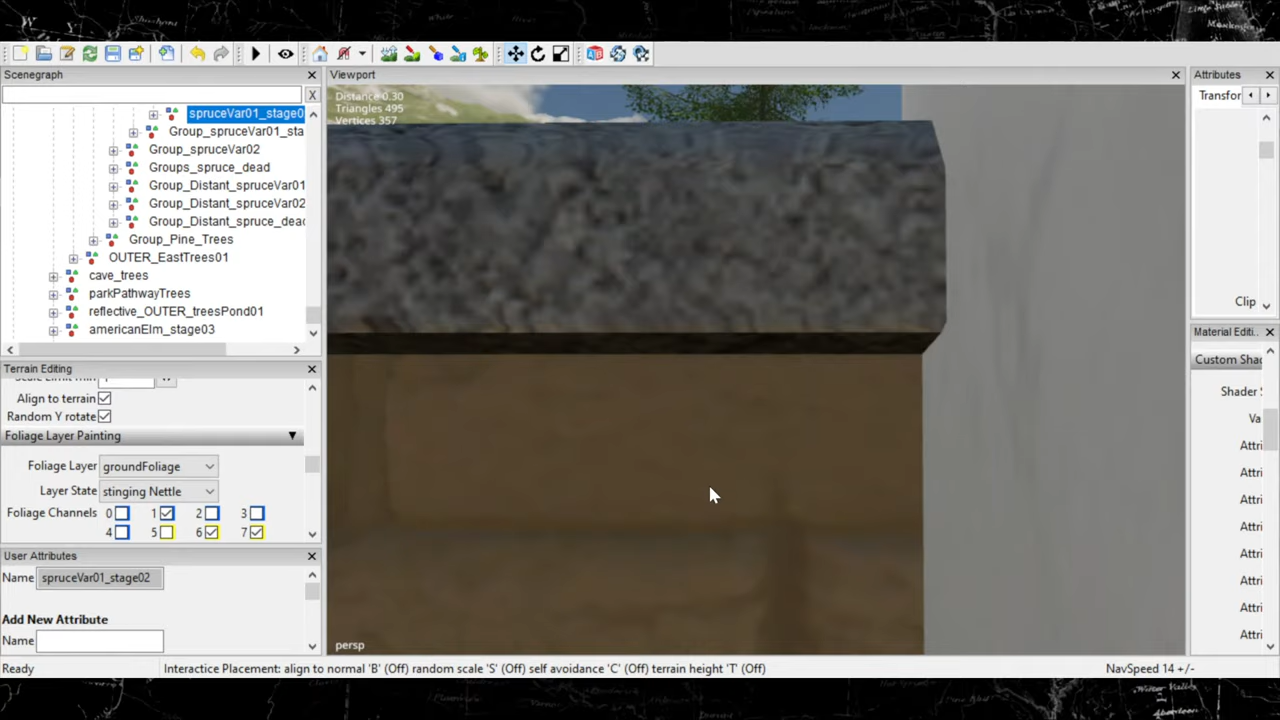 Scenegraph
X
spruceVar01_stage0
Group_spruceVar01_sta
Group_spruceVar02
Groups_spruce_dead
Group_Distant_spruceVar01
Group_Distant_spruceVar02
Group_Distant_spruce_dead
Group_Pine_Trees
OUTER_EastTrees01
cave_trees
parkPathwayTrees
reflective_OUTER_treesPond01
americanElm_stage03
Terrain Editing
Align to terrain
Random Y rotate
Foliage Layer Painting
Foliage Layer groundFoliage
Layer State stinging Nettle
Foliage Channels 0 1 2 3
4 5 6 7
User Attributes
Name spruceVar01_stage02
Add New Attribute
Name
Viewport
Distance 0.30
Triangles 495
Vertices 357
persp
Attributes
Transfor
Clip
Material Editi..
Custom Shad
Shader S
Va
Attri
Attri
Attri
Attri
Attri
Attri
Attri
Attri
Ready
Interactice Placement: align to normal 'B' (Off) random scale 'S' (Off) self avoidance 'C' (Off) terrain height 'T' (Off)
NavSpeed 14 +/-